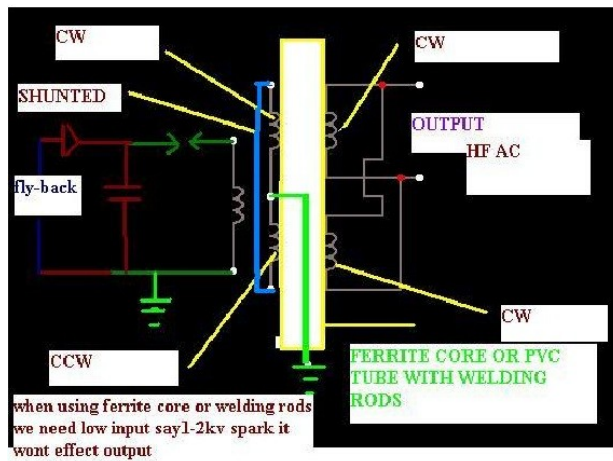 CW
CW
SHUNTED
OUTPUT
HF AC
fly-back
CW
CCW
FERRITE CORE OR PVC
TUBE WITH WELDING
RODS
when using ferrite core or welding rods
we need low input say1-2kv spark it
wont effect output